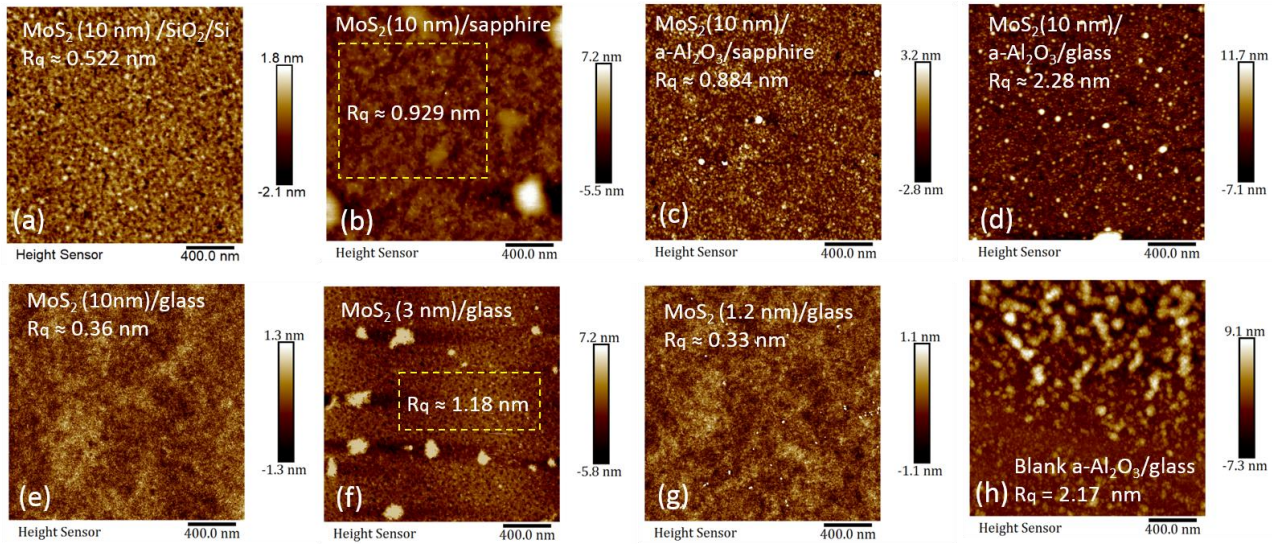 MoS₂ (10 nm) /SiO₂/Si
Rq ≈ 0.522 nm
(a)
1.8 nm
-2.1 nm
Height Sensor
400.0 nm
MoS₂(10 nm)/sapphire
Rq ≈ 0.929 nm
(b)
7.2 nm
-5.5 nm
Height Sensor
400.0 nm
MoS₂(10 nm)/
a-Al₂O₃/sapphire
Rq ≈ 0.884 nm
(c)
3.2 nm
-2.8 nm
Height Sensor
400.0 nm
MoS₂(10 nm)/
a-Al₂O₃/glass
Rq ≈ 2.28 nm
(d)
11.7 nm
-7.1 nm
Height Sensor
400.0 nm
MoS₂ (10nm)/glass
Rq ≈ 0.36 nm
(e)
1.3 nm
-1.3 nm
Height Sensor
400.0 nm
MoS₂ (3 nm)/glass
Rq ≈ 1.18 nm
(f)
7.2 nm
-5.8 nm
Height Sensor
400.0 nm
MoS₂ (1.2 nm)/glass
Rq ≈ 0.33 nm
(g)
1.1 nm
-1.1 nm
Height Sensor
400.0 nm
9.1 nm
-7.3 nm
Blank a-Al₂O₃/glass
Rq = 2.17 nm
(h)
Height Sensor
400.0 nm